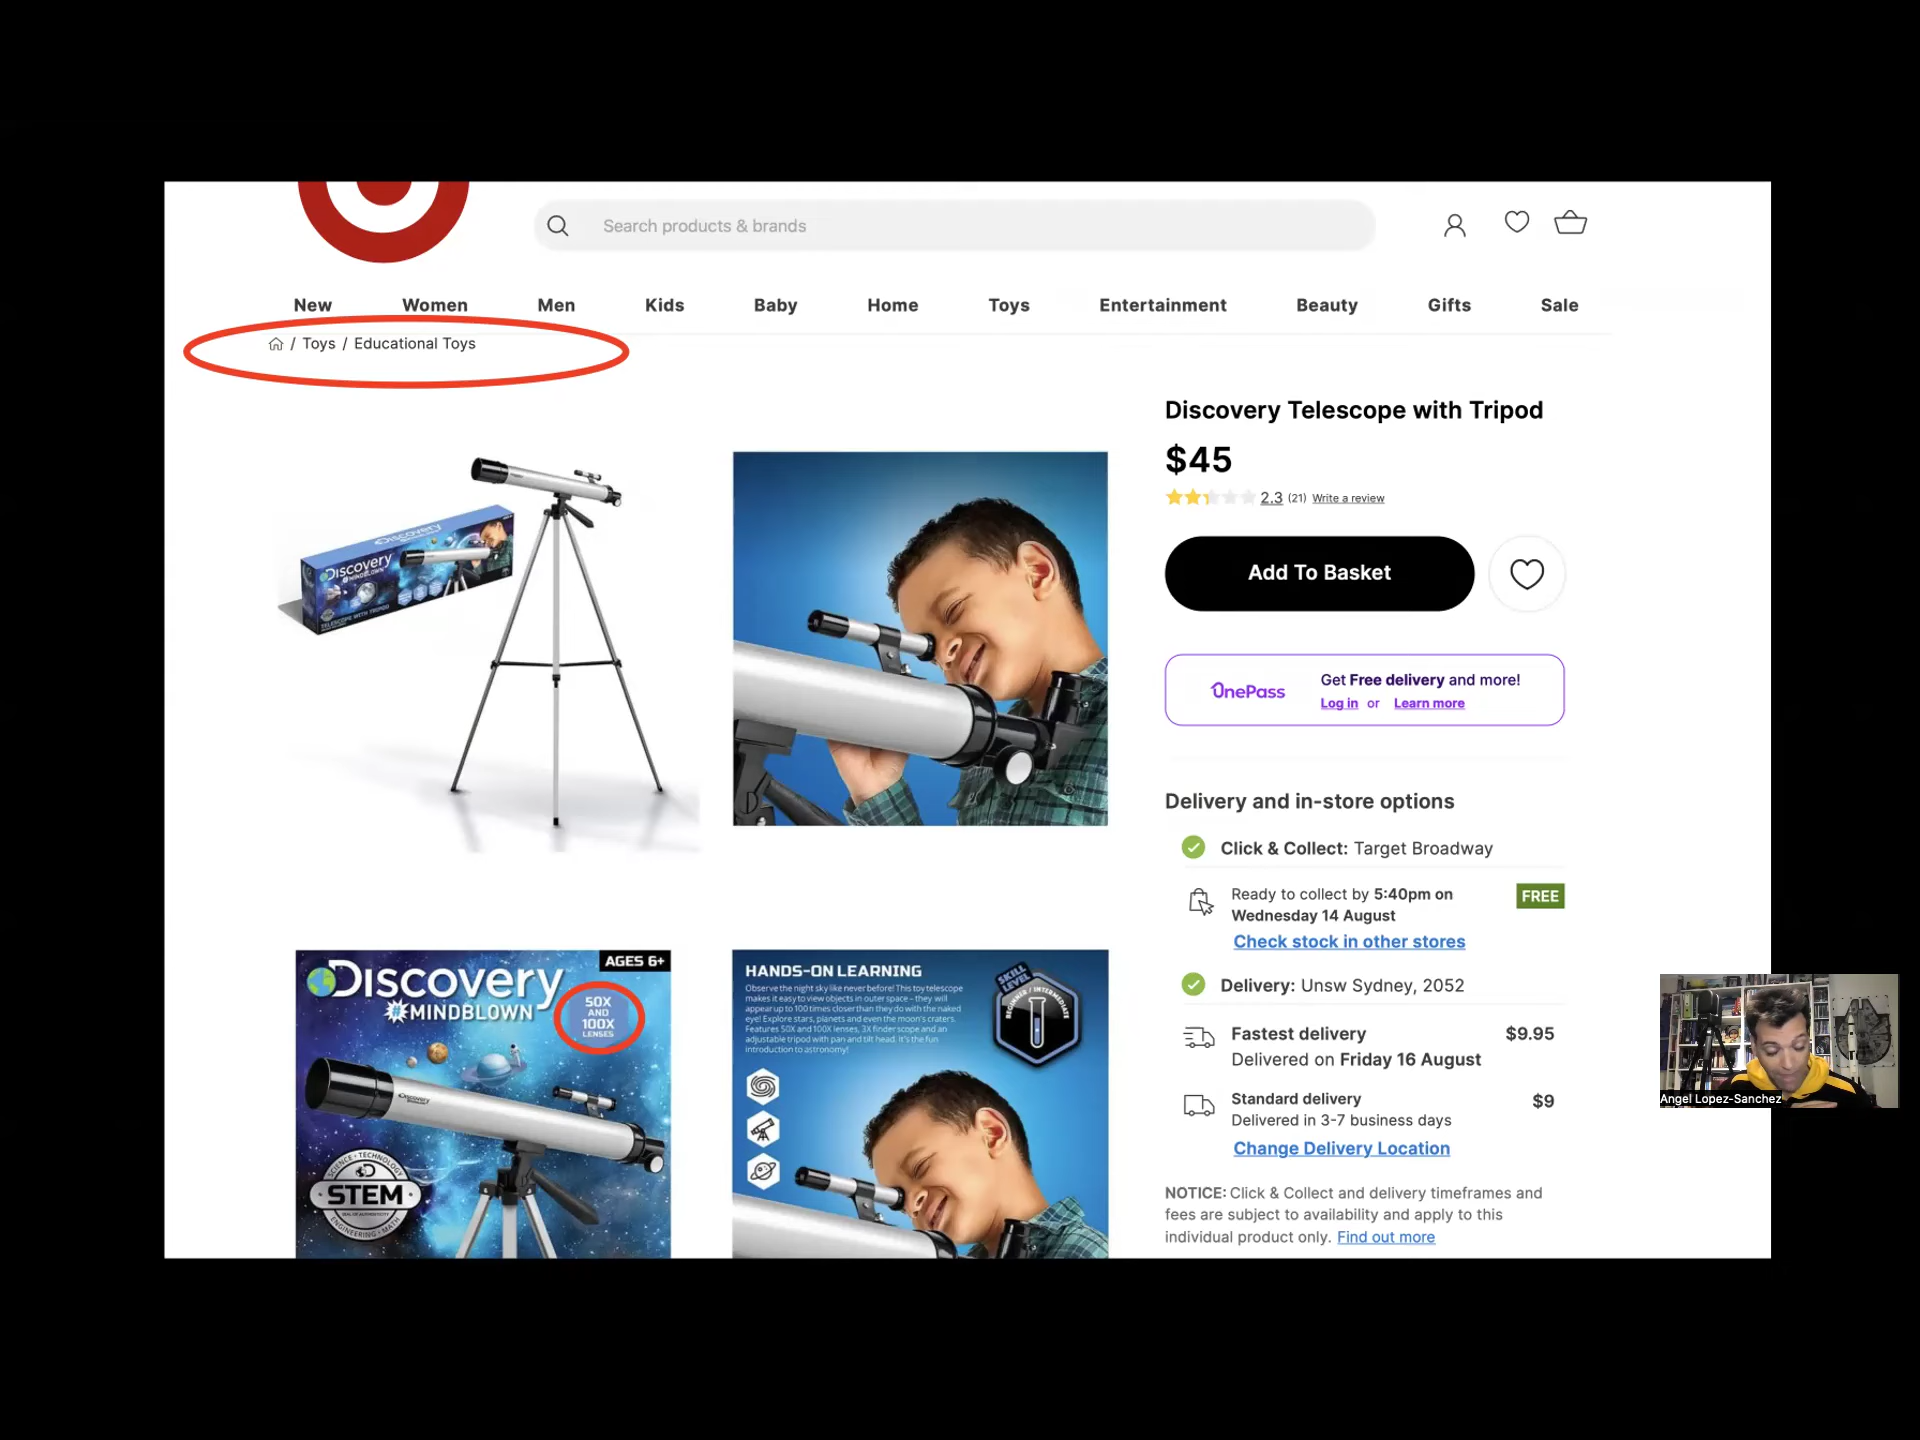 Search products & brands
New Women Men Kids Baby Home Toys Entertainment Beauty Gifts Sale
/ Toys / Educational Toys
Discovery Telescope with Tripod
$45
2.3 (21) Write a review
Add To Basket
OnePass
Get Free delivery and more!
Log in or Learn more
Delivery and in-store options
Click & Collect: Target Broadway
Ready to collect by 5:40pm on
Wednesday 14 August
FREE
Check stock in other stores
Delivery: Unsw Sydney, 2052
Fastest delivery $9.95
Delivered on Friday 16 August
Standard delivery $9
Delivered in 3-7 business days
Change Delivery Location
NOTICE: Click & Collect and delivery timeframes and
fees are subject to availability and apply to this
individual product only. Find out more
Discovery
#MINDBLOWN
TELESCOPE WITH TRIPOD
AGES 6+
Discovery
#MINDBLOWN
50X
AND
100X
LENSES
Discovery
SCIENCE • TECHNOLOGY
STEM
SEAL OF AUTHENTICITY
ENGINEERING • MATH
HANDS-ON LEARNING
Observe the night sky like never before! This toy telescope
makes it easy to view objects in outer space – they will
appear up to 100 times closer than they do with the naked
eye! Explore stars, planets and even the moon's craters.
Features 50X and 100X lenses, 3X finder scope and an
adjustable tripod with pan and tilt head. It's the fun
introduction to astronomy!
SKILL
LEVEL
BEGINNER / INTERMEDIATE
Angel Lopez-Sanchez